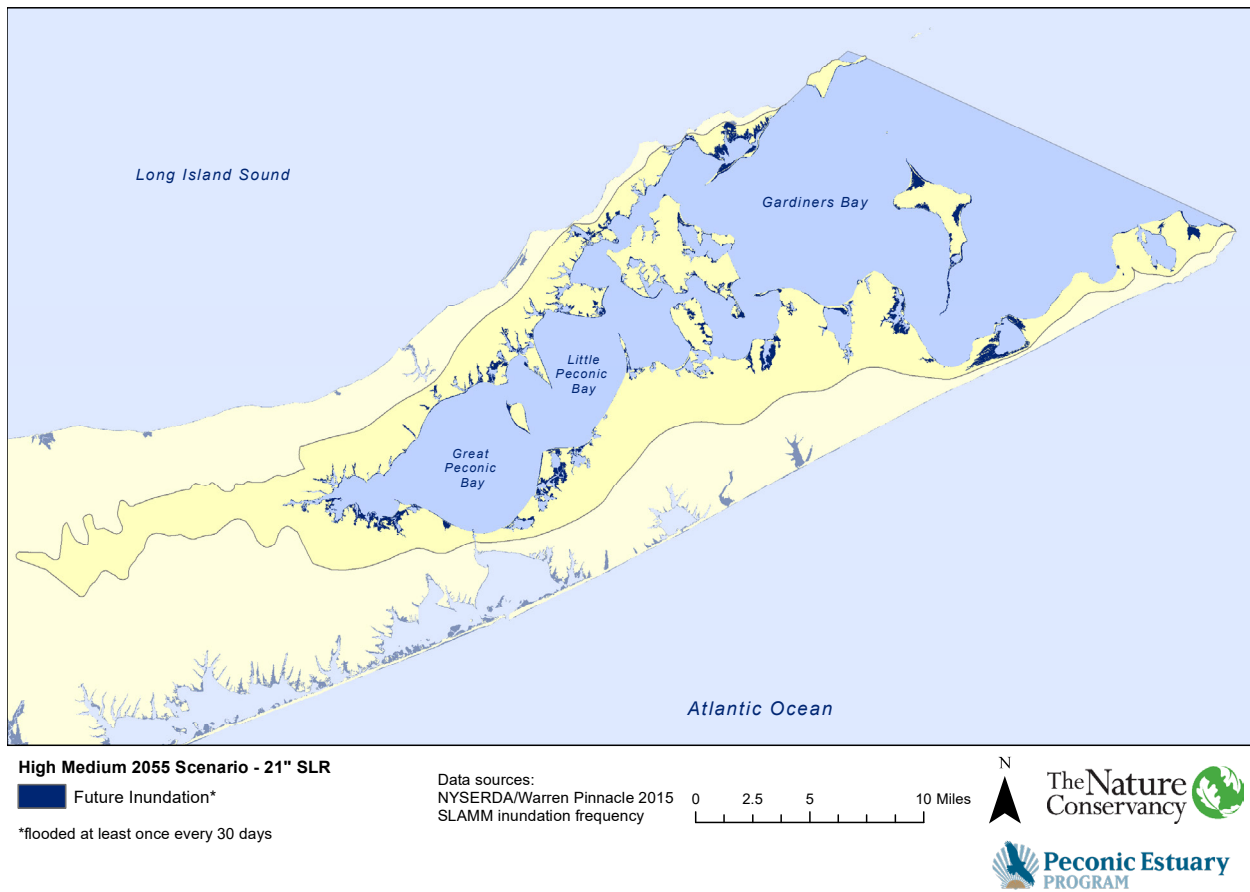 Long Island Sound
Gardiners Bay
Little
Peconic
Bay
Great
Peconic
Bay
Atlantic Ocean
High Medium 2055 Scenario - 21" SLR
Future Inundation*
*flooded at least once every 30 days
Data sources:
NYSERDA/Warren Pinnacle 2015
SLAMM inundation frequency
0 2.5 5 10 Miles
N
The Nature
Conservancy
Peconic Estuary
PROGRAM